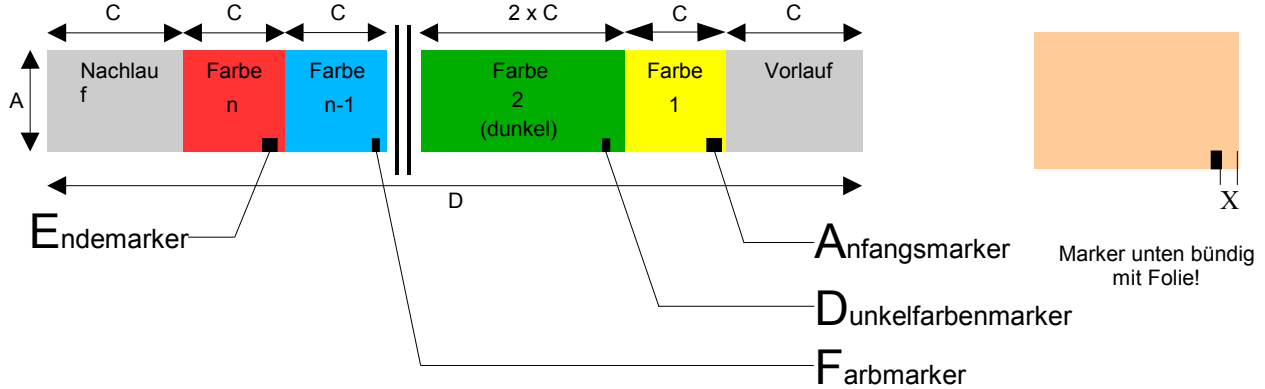 C C C 2 x C C C
A
Nachlau
f
Farbe
n
Farbe
n-1
Farbe
2
(dunkel)
Farbe
1
Vorlauf
D
X
Endemarker
Anfangsmarker
Dunkelfarbenmarker
Farbmarker
Marker unten bündig
mit Folie!